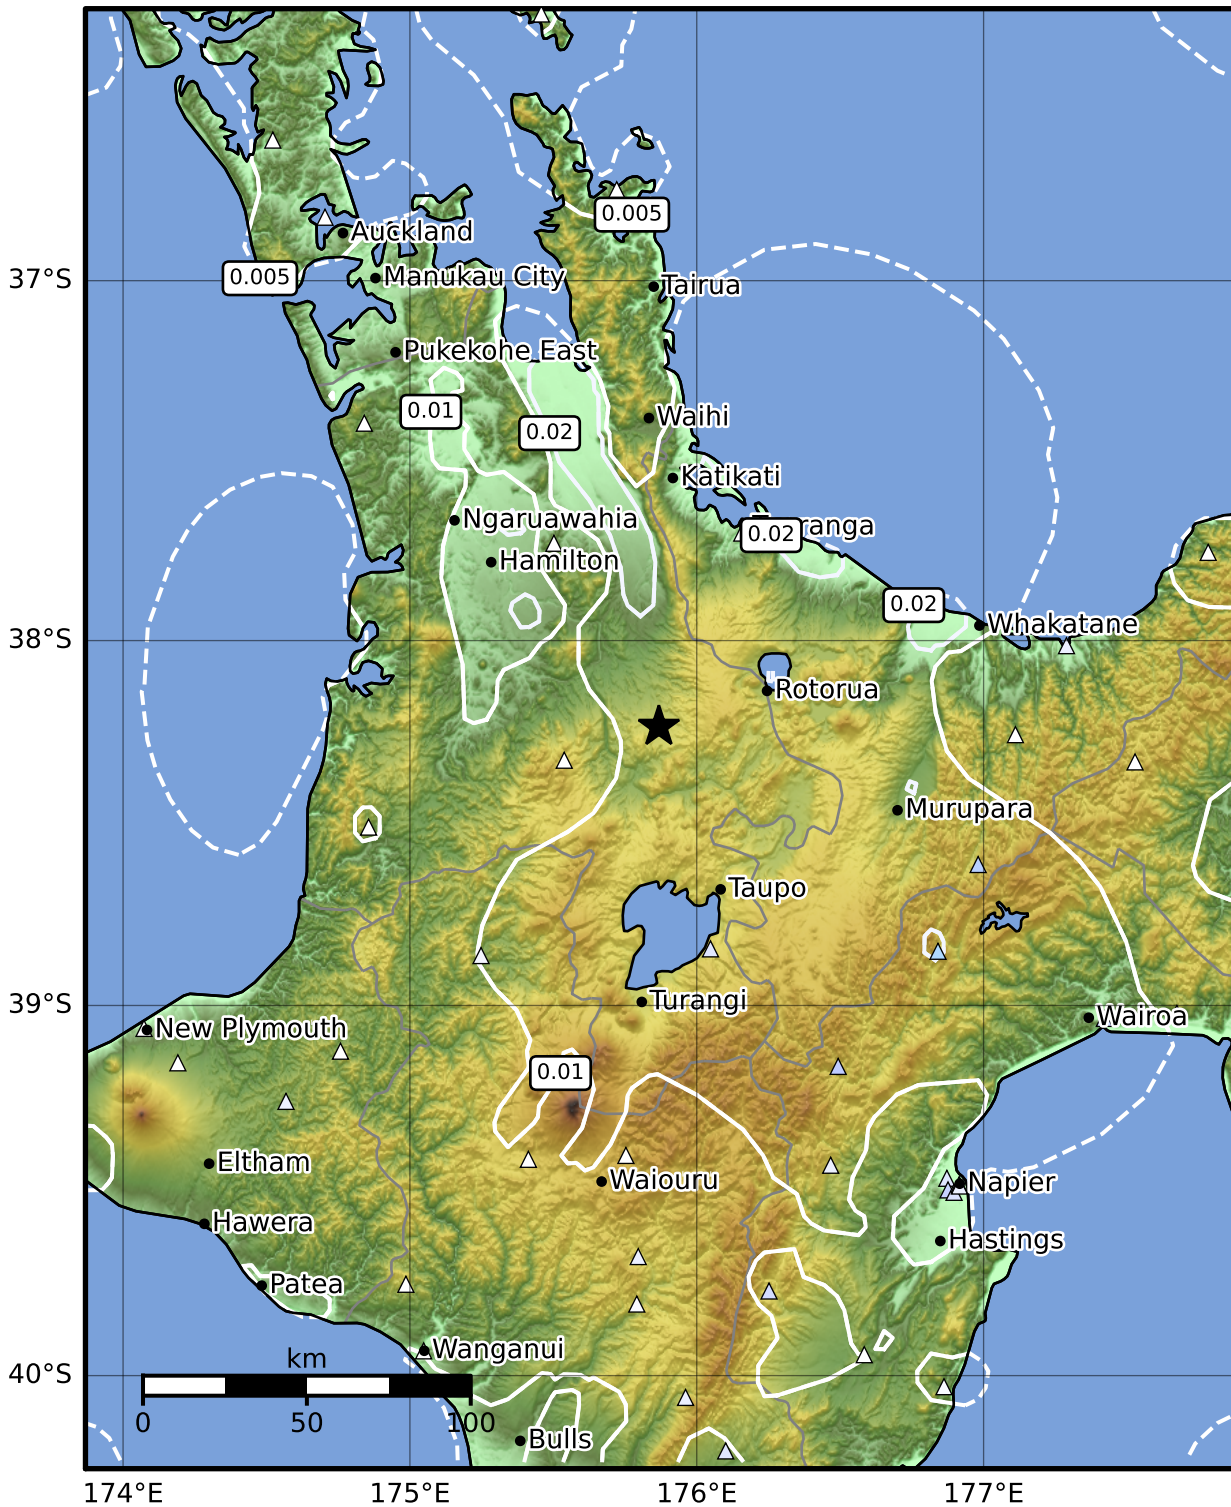 Auckland
0.005
0.005
Manukau City
37°S
Tairua
Pukekohe East
0.01
0.02
Waihi
Katikati
Ngaruawahia
0.02
Hamilton
0.02
Whakatane
38°S
Rotorua
Murupara
Taupo
39°S
Turangi
Wairoa
New Plymouth
0.01
Eltham
Waiouru
Napier
Hawera
Hastings
Patea
Wanganui
km
40°S
0
50
100
Bulls
174°E
175°E
176°E
177°E